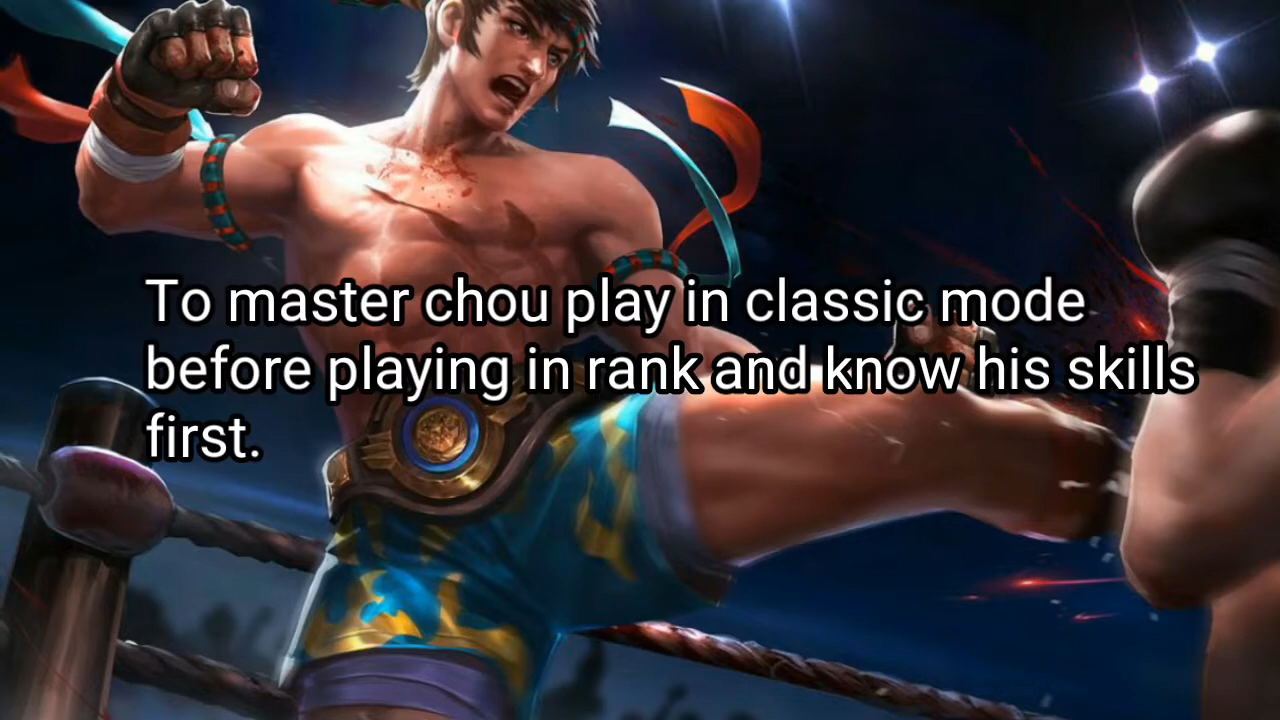 To master chou play in classic mode
before playing in rank and know his skills
first.